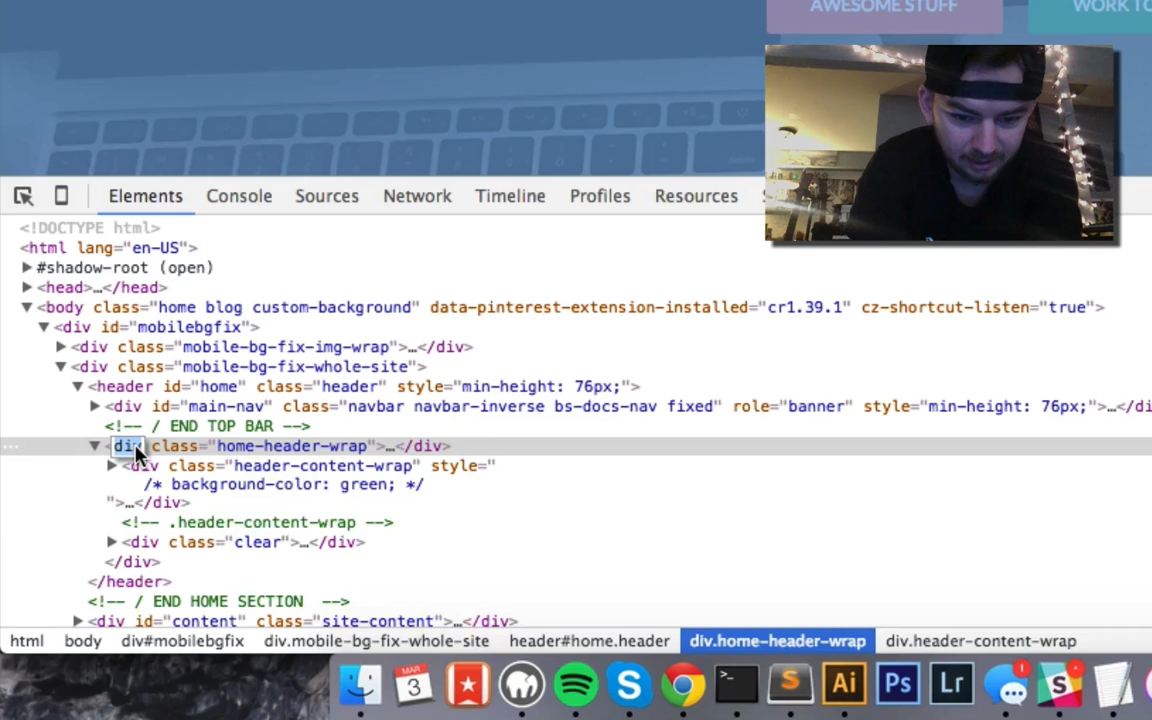 AWESOME STUFF
WORK TO
Elements Console Sources Network Timeline Profiles Resources
<!DOCTYPE html>
<html lang="en-US">
▶#shadow-root (open)
▶<head>…</head>
▼<body class="home blog custom-background" data-pinterest-extension-installed="cr1.39.1" cz-shortcut-listen="true">
▼<div id="mobilebgfix">
▶<div class="mobile-bg-fix-img-wrap">…</div>
▼<div class="mobile-bg-fix-whole-site">
▼<header id="home" class="header" style="min-height: 76px;">
▶<div id="main-nav" class="navbar navbar-inverse bs-docs-nav fixed" role="banner" style="min-height: 76px;">…</di
<!-- / END TOP BAR -->
… ▼<div class="home-header-wrap">…</div>
▶<div class="header-content-wrap" style="
/* background-color: green; */
">…</div>
<!-- .header-content-wrap -->
▶<div class="clear">…</div>
</div>
</header>
<!-- / END HOME SECTION  -->
▶<div id="content" class="site-content">…</div>
html body div#mobilebgfix div.mobile-bg-fix-whole-site header#home.header div.home-header-wrap div.header-content-wrap
MAR
3
Ai Ps Lr 1